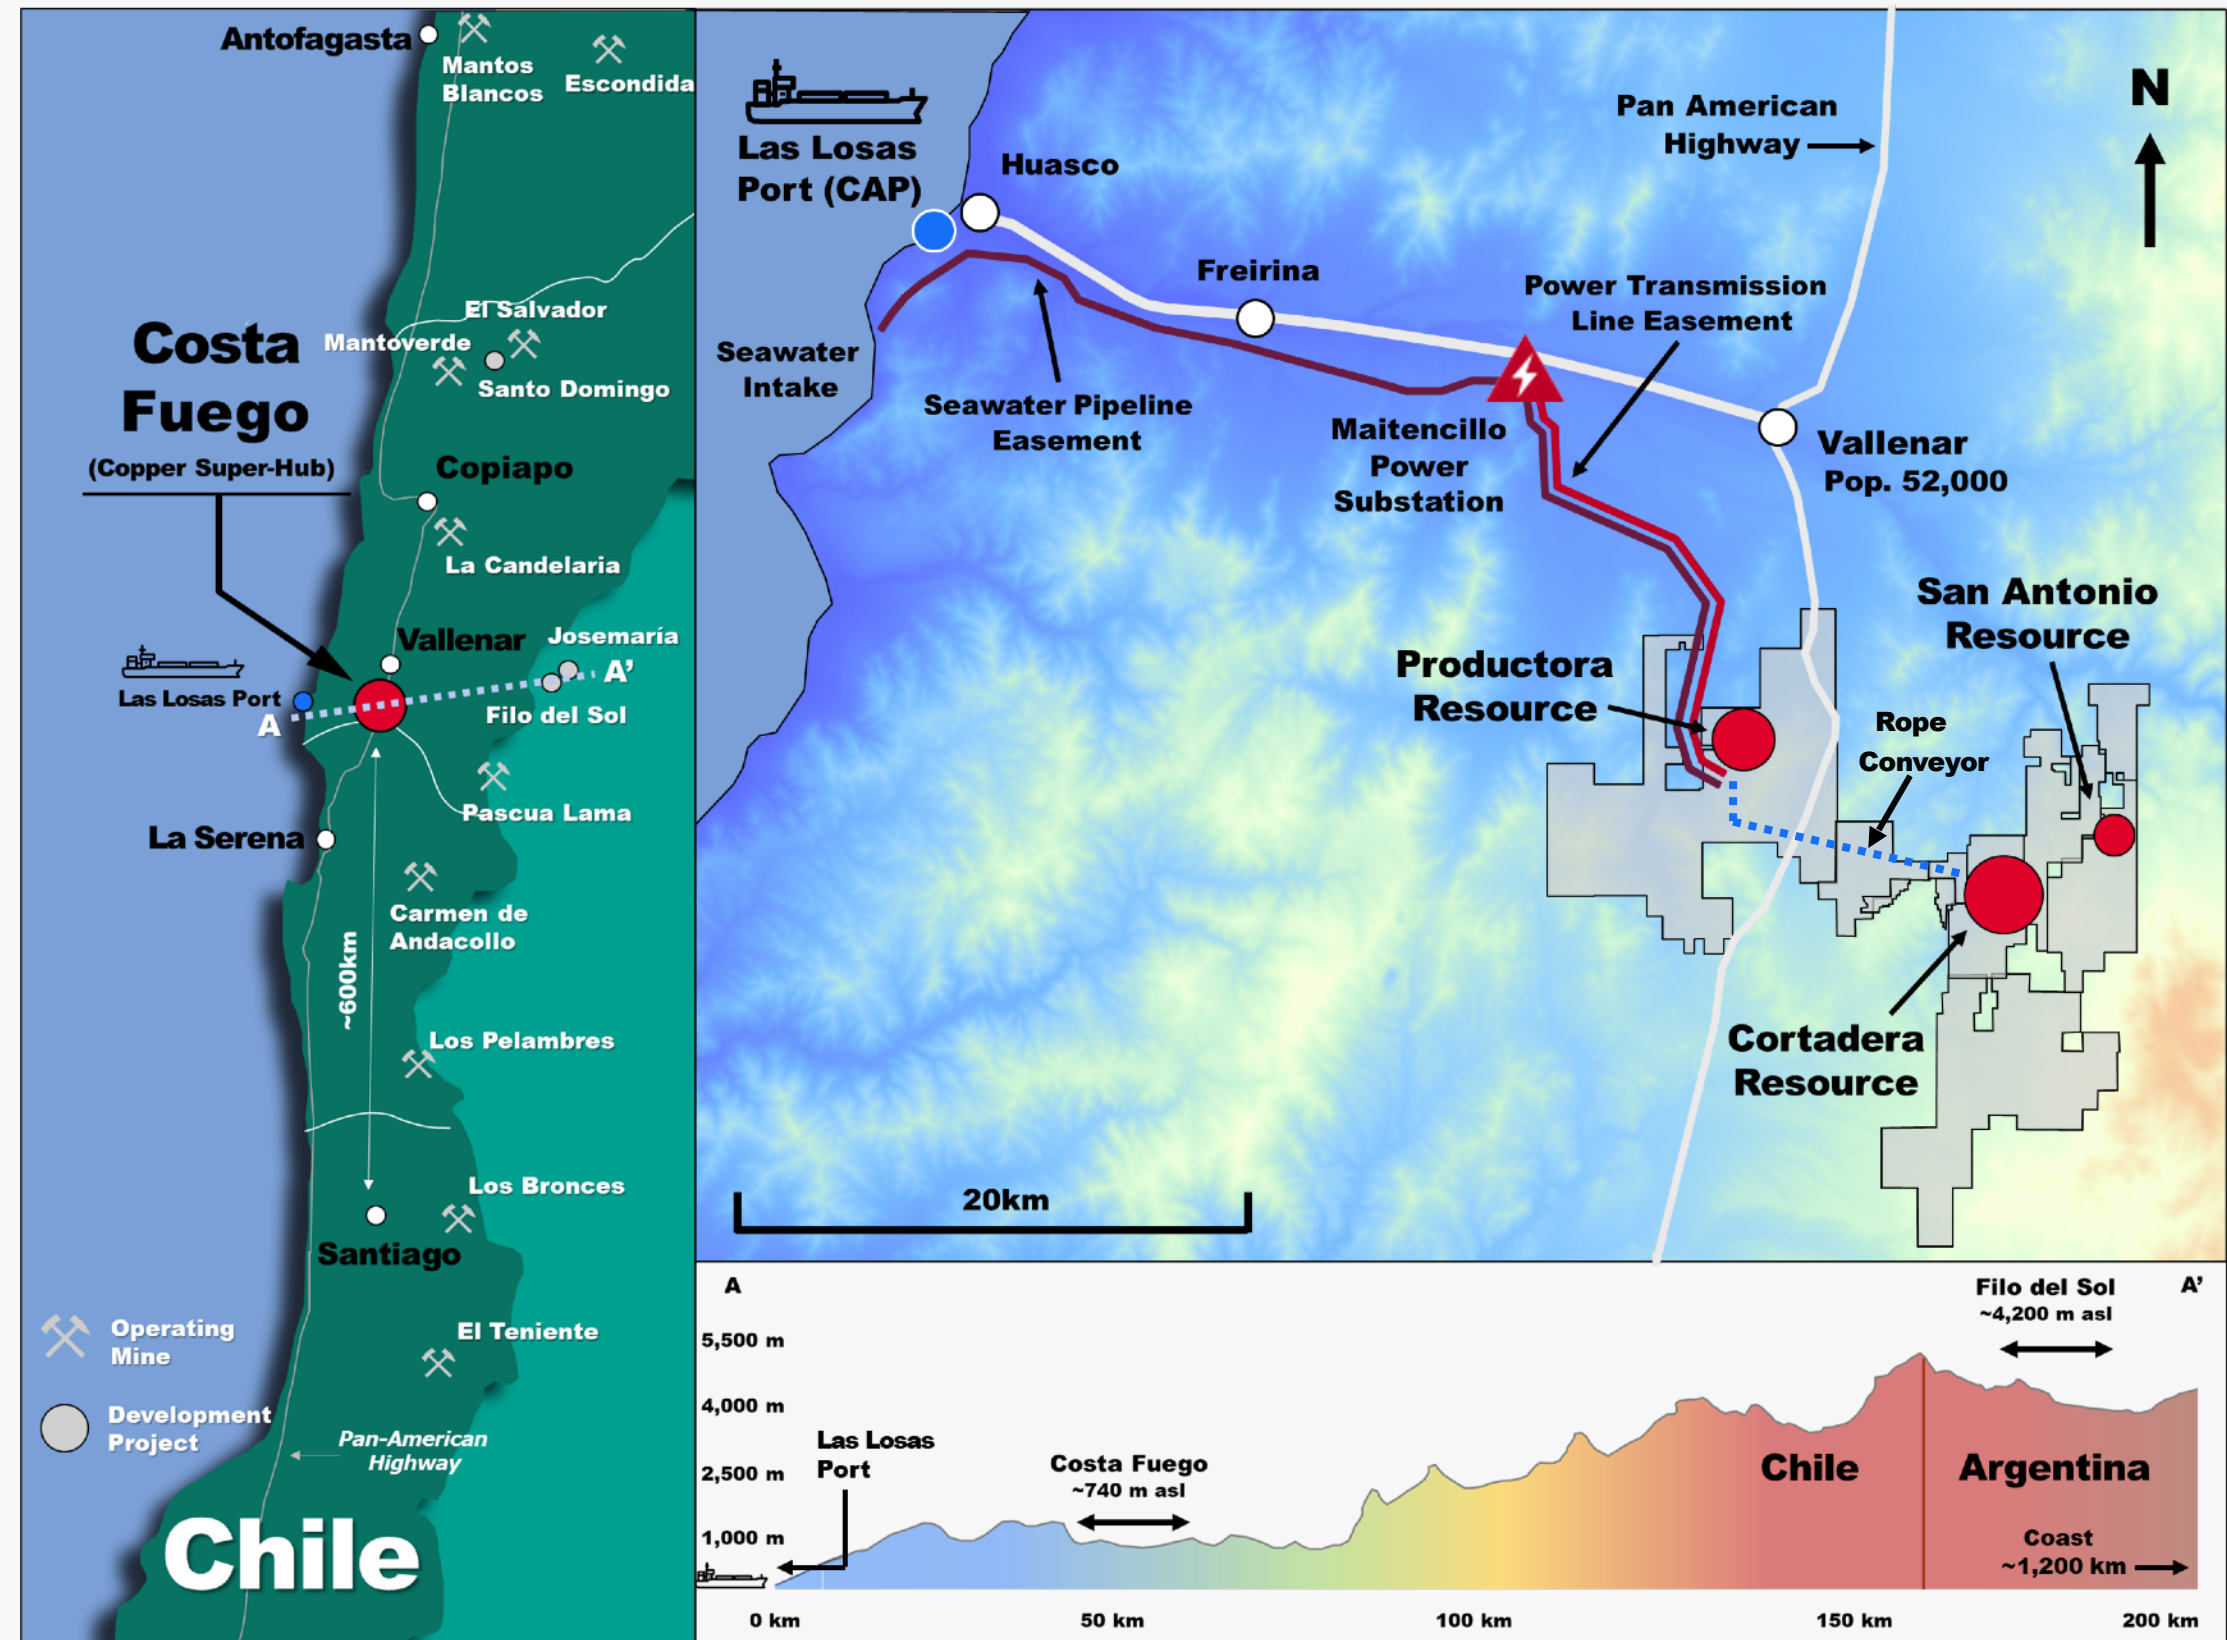 Antofagasta
Mantos
Blancos
Escondida
El Salvador
Mantoverde
Santo Domingo
Costa
Fuego
(Copper Super-Hub)
Copiapo
La Candelaria
Vallenar
Josemaría
A’
Las Losas Port
A
Filo del Sol
Pascua Lama
La Serena
Carmen de
Andacollo
~600km
Los Pelambres
Los Bronces
Santiago
El Teniente
Operating
Mine
Development
Project
Pan-American
Highway
Chile
Las Losas
Port (CAP)
Huasco
Pan American
Highway
N
Freirina
Power Transmission
Line Easement
Seawater
Intake
Seawater Pipeline
Easement
Maitencillo
Power
Substation
Vallenar
Pop. 52,000
San Antonio
Resource
Productora
Resource
Rope
Conveyor
Cortadera
Resource
20km
A
Filo del Sol
~4,200 m asl
A’
5,500 m
4,000 m
2,500 m
1,000 m
Las Losas
Port
Costa Fuego
~740 m asl
Chile
Argentina
Coast
~1,200 km
0 km
50 km
100 km
150 km
200 km